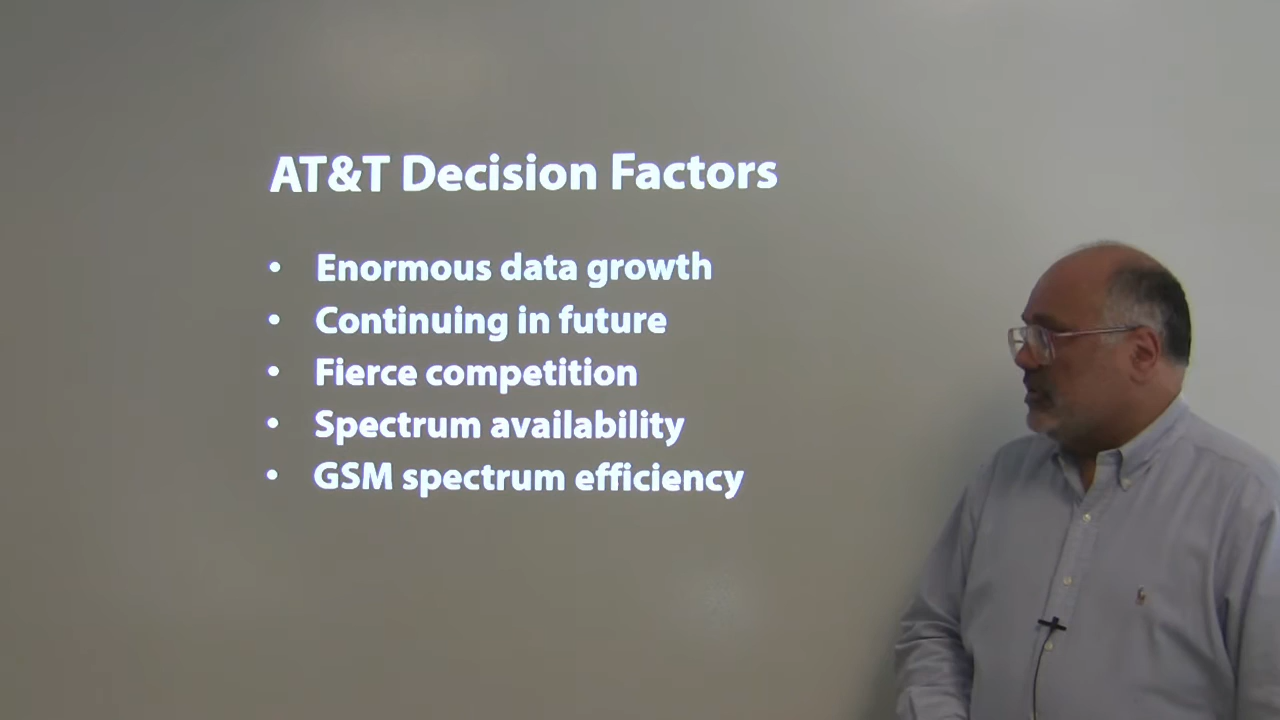 AT&T Decision Factors
• Enormous data growth
• Continuing in future
• Fierce competition
• Spectrum availability
• GSM spectrum efficiency